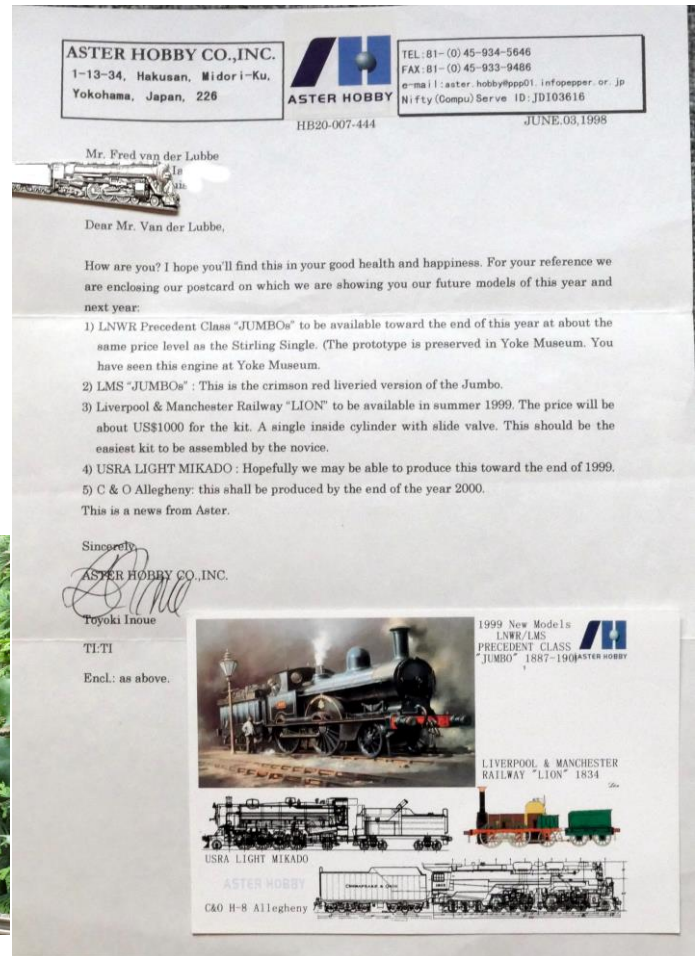 ASTER HOBBY CO.,INC.
1-13-34, Hakusan, Midori-Ku,
Yokohama, Japan, 226
ASTER HOBBY
TEL:81-(0)45-934-5646
FAX:81-(0)45-933-9486
e-mail:aster.hobby@ppp01.infopepper.or.jp
Nifty(Compu)Serve ID:JDI03616
HB20-007-444
JUNE.03,1998
Mr. Fred van der Lubbe
Dear Mr. Van der Lubbe,
How are you? I hope you'll find this in your good health and happiness. For your reference we
are enclosing our postcard on which we are showing you our future models of this year and
next year:
1) LNWR Precedent Class "JUMBOs" to be available toward the end of this year at about the
same price level as the Stirling Single. (The prototype is preserved in Yoke Museum. You
have seen this engine at Yoke Museum.
2) LMS "JUMBOs" : This is the crimson red liveried version of the Jumbo.
3) Liverpool & Manchester Railway "LION" to be available in summer 1999. The price will be
about US$1000 for the kit. A single inside cylinder with slide valve. This should be the
easiest kit to be assembled by the novice.
4) USRA LIGHT MIKADO : Hopefully we may be able to produce this toward the end of 1999.
5) C & O Allegheny: this shall be produced by the end of the year 2000.
This is a news from Aster.
Sincerely,
ASTER HOBBY CO.,INC.
Toyoki Inoue
TI:TI
Encl.: as above.
1999 New Models
LNWR/LMS
PRECEDENT CLASS
"JUMBO" 1887-190
ASTER HOBBY
LIVERPOOL & MANCHESTER
RAILWAY "LION" 1834
USRA LIGHT MIKADO
ASTER HOBBY
C&O H-8 Allegheny
CHESAPEAKE & OHIO